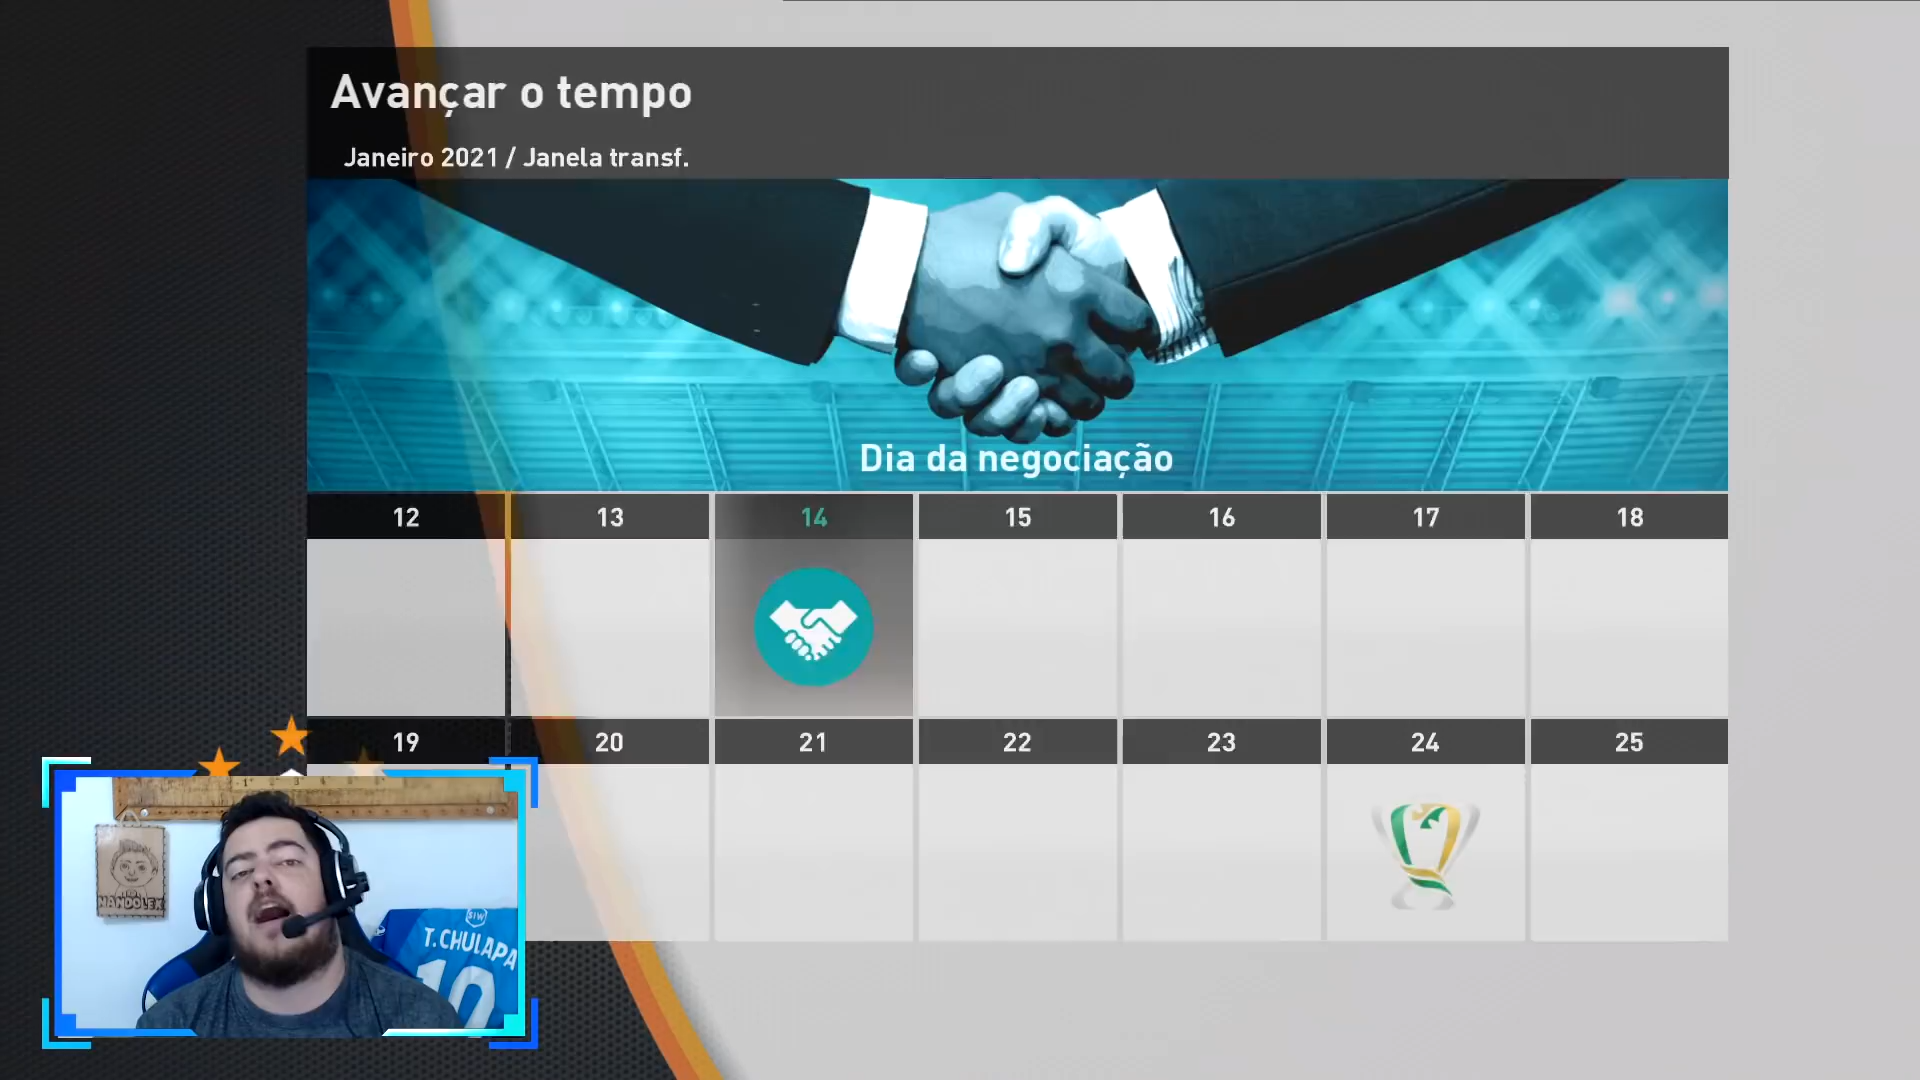 Avançar o tempo
Janeiro 2021 / Janela transf.
Dia da negociação
12 13 14 15 16 17 18
19 20 21 22 23 24 25
NANDOLEX
SIW
T.CHULAPA
10